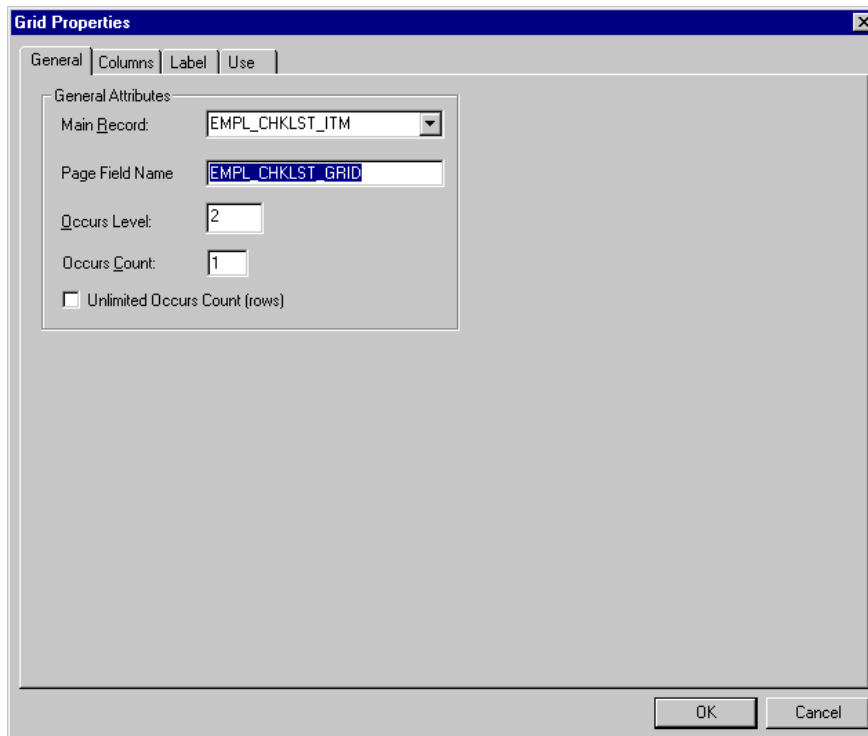 Grid Properties
General Columns Label Use
General Attributes
Main Record: EMPL_CHKLST_ITM
Page Field Name EMPL_CHKLST_GRID
Occurs Level: 2
Occurs Count: 1
Unlimited Occurs Count (rows)
OK Cancel